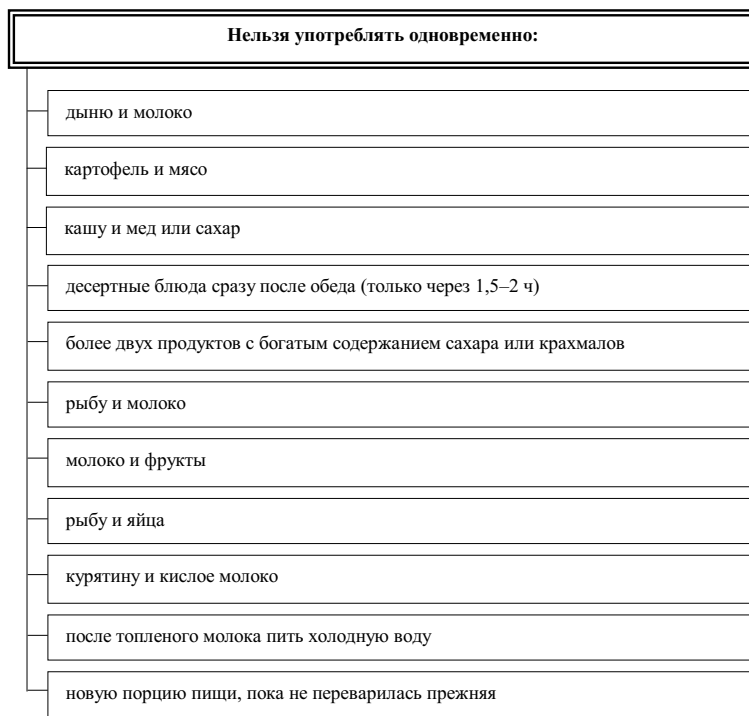 Нельзя употреблять одновременно:
дыню и молоко
картофель и мясо
кашу и мед или сахар
десертные блюда сразу после обеда (только через 1,5–2 ч)
более двух продуктов с богатым содержанием сахара или крахмалов
рыбу и молоко
молоко и фрукты
рыбу и яйца
курятину и кислое молоко
после топленого молока пить холодную воду
новую порцию пищи, пока не переварилась прежняя